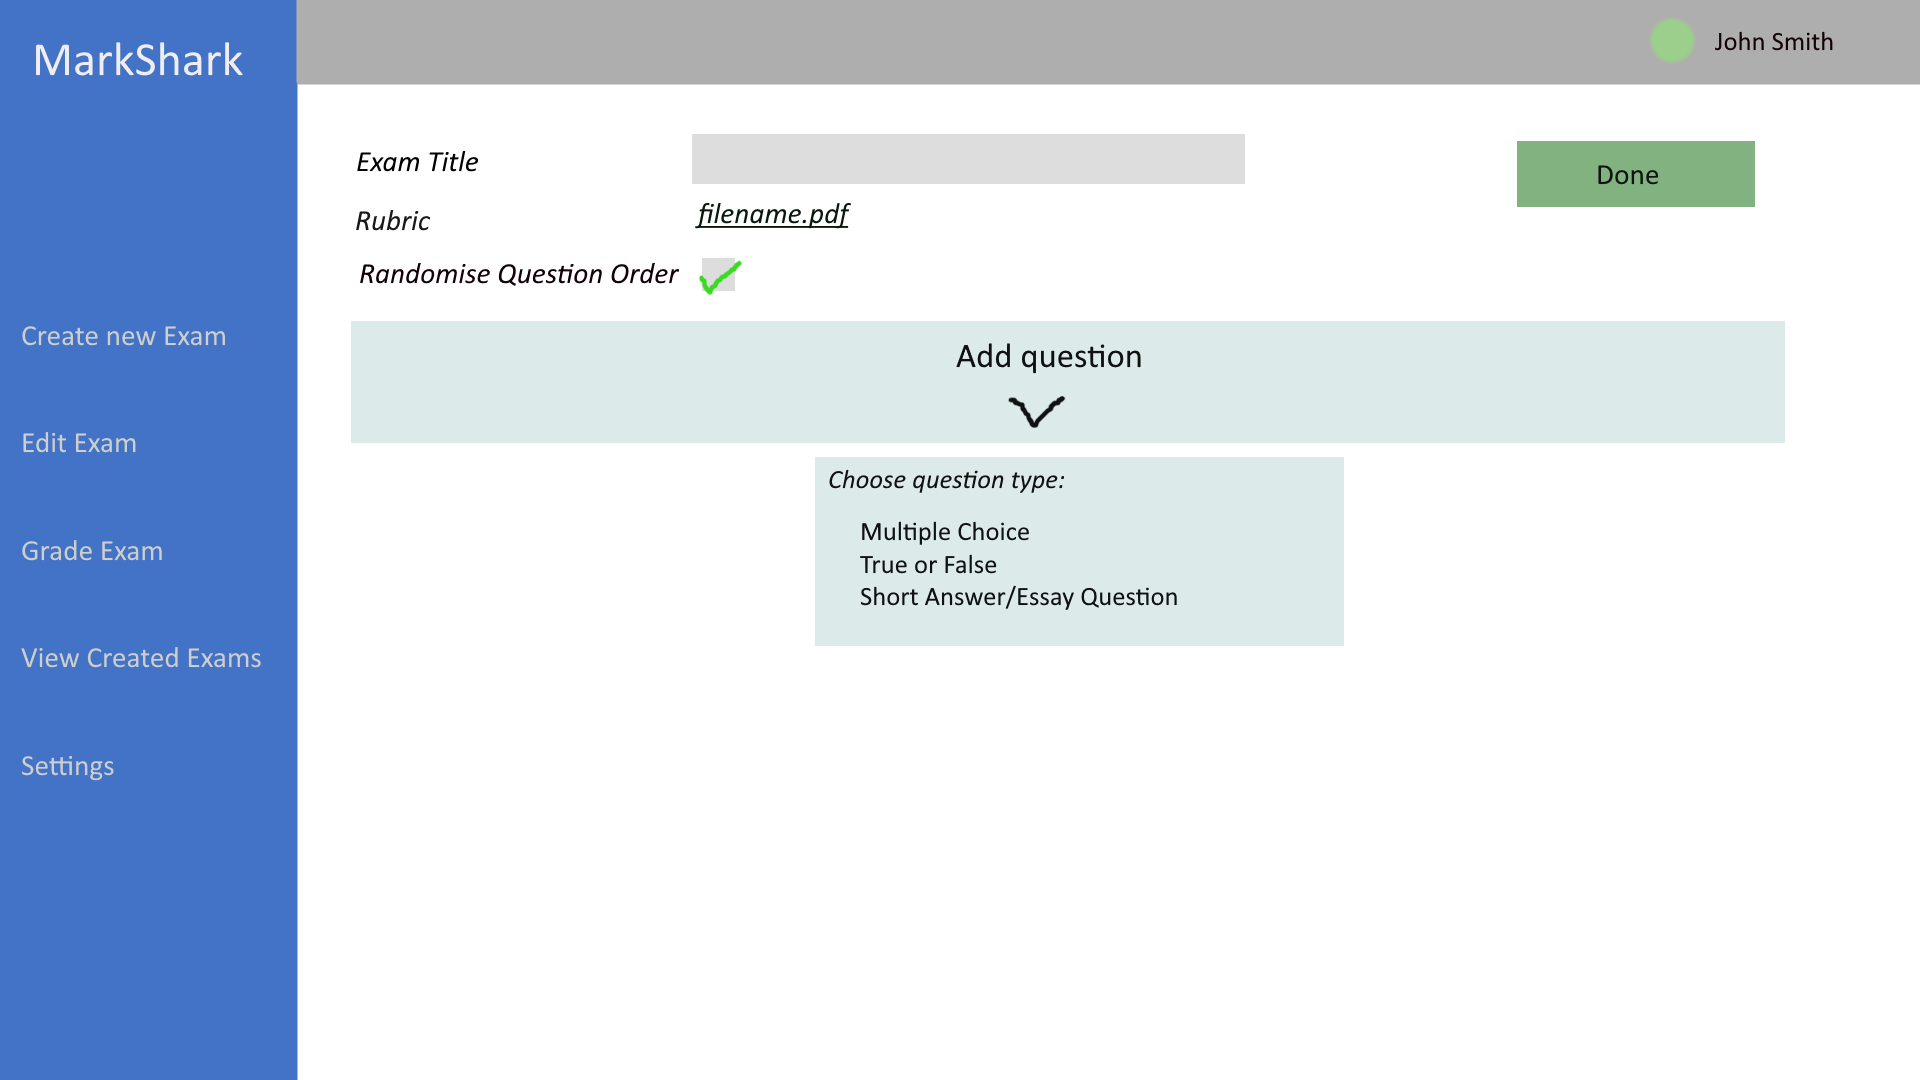 MarkShark
John Smith
Create new Exam
Edit Exam
Grade Exam
View Created Exams
Settings
Exam Title
Done
Rubric
filename.pdf
Randomise Question Order
Add question
Choose question type:
Multiple Choice
True or False
Short Answer/Essay Question